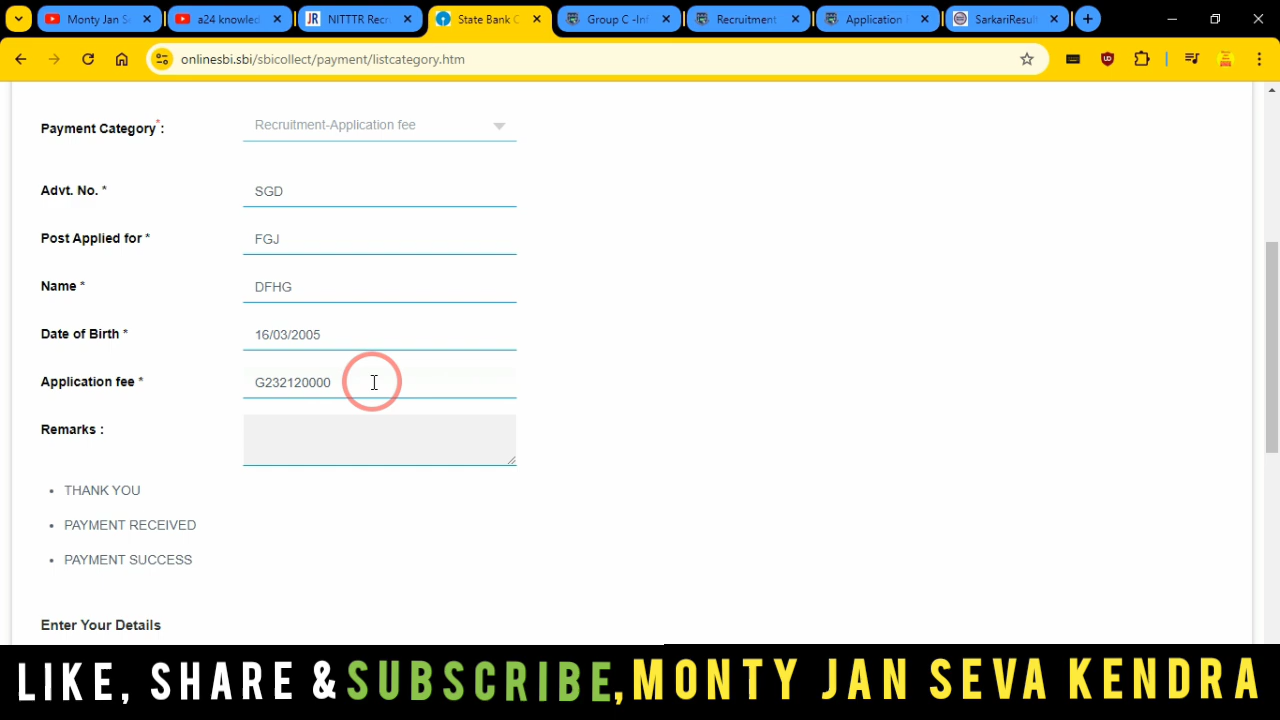 Monty Jan Se
a24 knowled
NITTTR Recr
State Bank C
Group C -Inf
Recruitment
Application
SarkariResul
onlinesbi.sbi/sbicollect/payment/listcategory.htm
Payment Category*: Recruitment-Application fee
Advt. No. * SGD
Post Applied for * FGJ
Name * DFHG
Date of Birth * 16/03/2005
Application fee * G232120000
Remarks :
• THANK YOU
• PAYMENT RECEIVED
• PAYMENT SUCCESS
Enter Your Details
LIKE, SHARE & SUBSCRIBE, MONTY JAN SEVA KENDRA